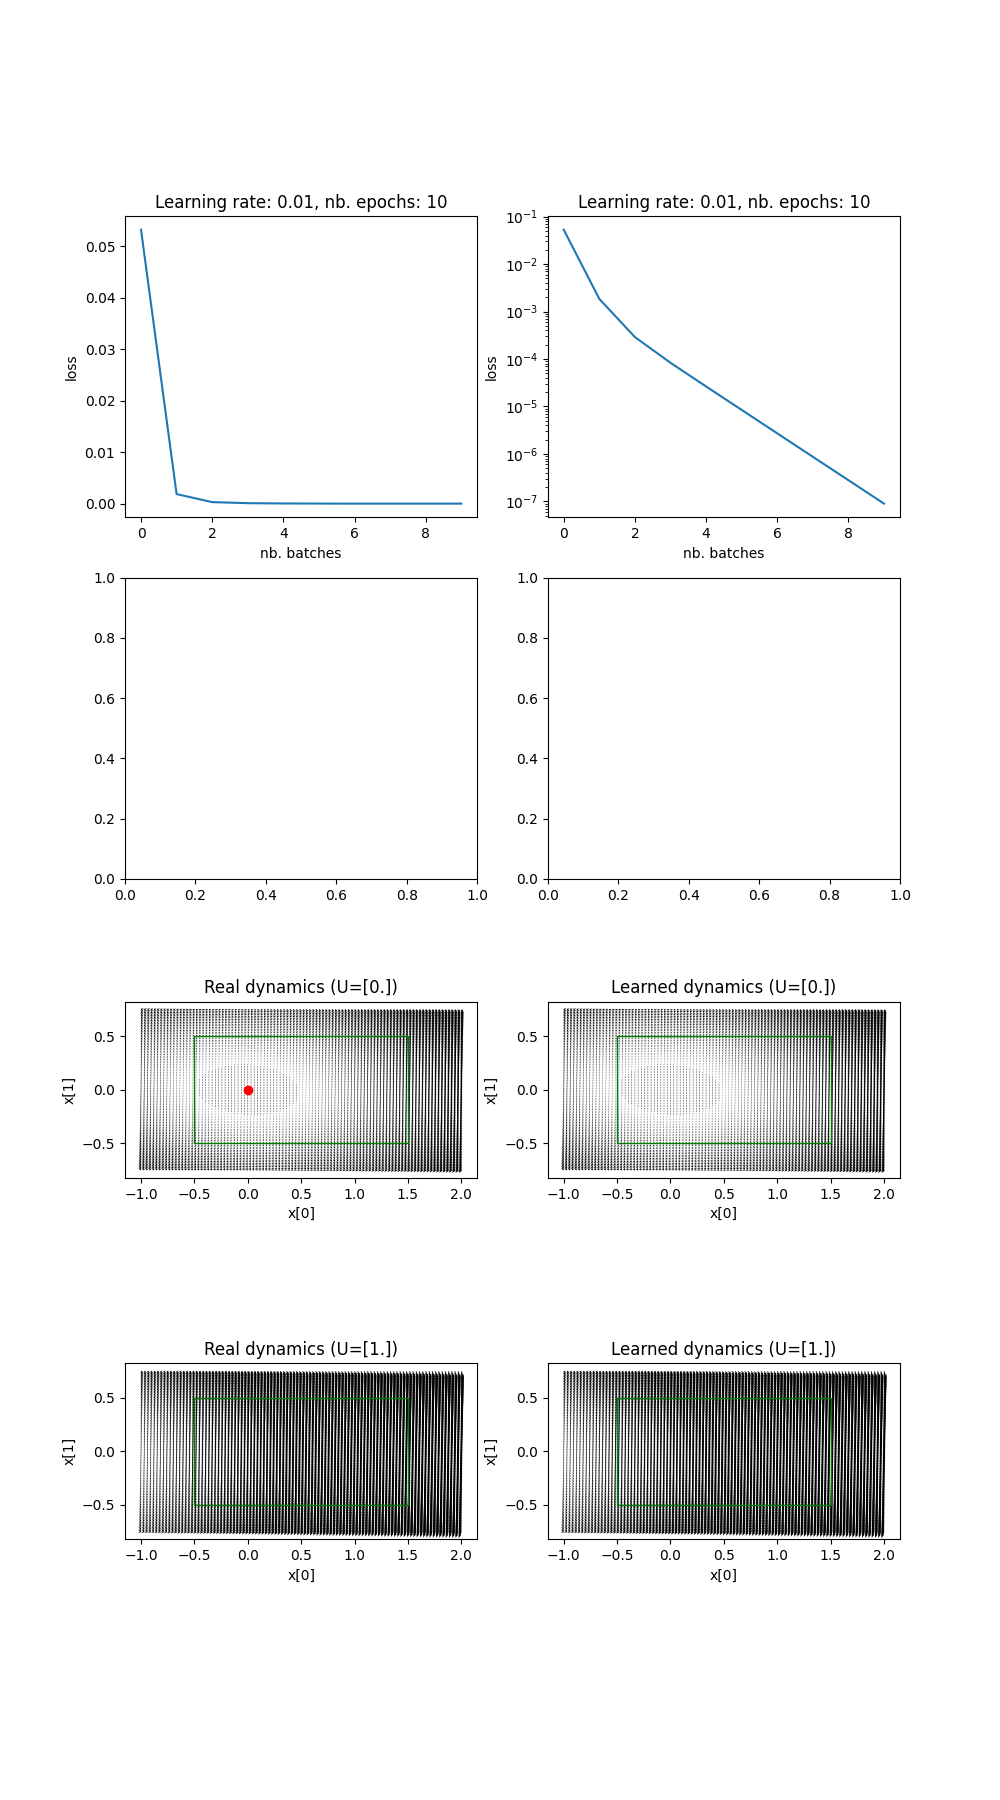 Learning rate: 0.01, nb. epochs: 10
0.05
0.04
0.03
0.02
0.01
0.00
loss
0 2 4 6 8
nb. batches
Learning rate: 0.01, nb. epochs: 10
10⁻¹
10⁻²
10⁻³
10⁻⁴
10⁻⁵
10⁻⁶
10⁻⁷
loss
0 2 4 6 8
nb. batches
1.0
0.8
0.6
0.4
0.2
0.0
0.0 0.2 0.4 0.6 0.8 1.0
1.0
0.8
0.6
0.4
0.2
0.0
0.0 0.2 0.4 0.6 0.8 1.0
Real dynamics (U=[0.])
0.5
0.0
−0.5
x[1]
−1.0 −0.5 0.0 0.5 1.0 1.5 2.0
x[0]
Learned dynamics (U=[0.])
0.5
0.0
−0.5
x[1]
−1.0 −0.5 0.0 0.5 1.0 1.5 2.0
x[0]
Real dynamics (U=[1.])
0.5
0.0
−0.5
x[1]
−1.0 −0.5 0.0 0.5 1.0 1.5 2.0
x[0]
Learned dynamics (U=[1.])
0.5
0.0
−0.5
x[1]
−1.0 −0.5 0.0 0.5 1.0 1.5 2.0
x[0]